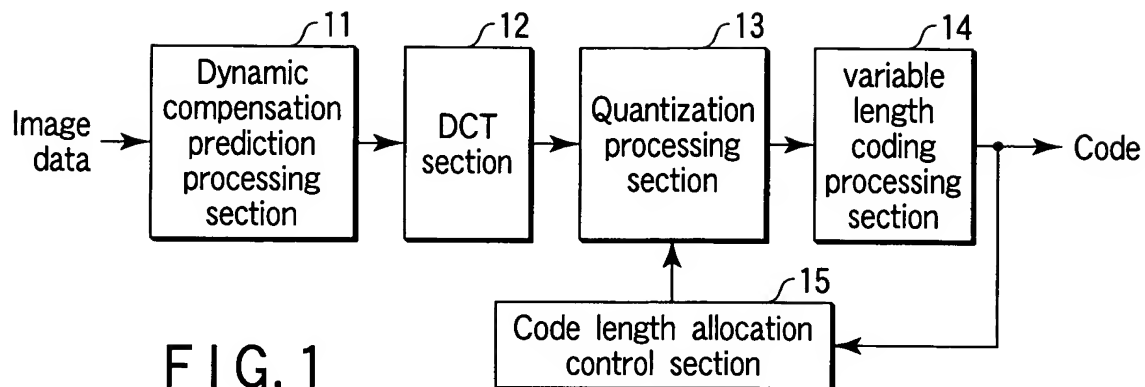 11
Dynamic
compensation
prediction
processing
section
12
DCT
section
13
Quantization
processing
section
14
variable
length
coding
processing
section
Image
data
Code
15
Code length allocation
control section
FIG. 1